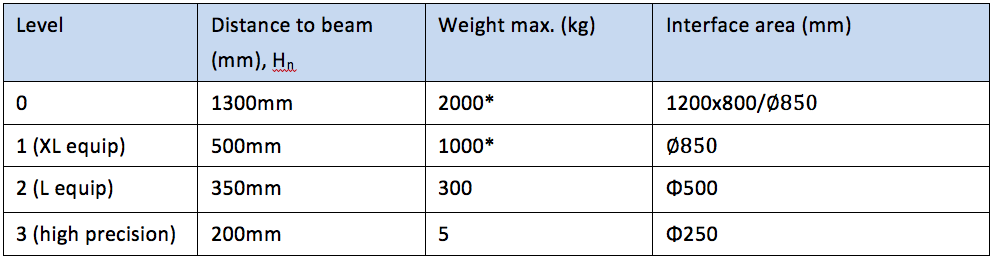 Level Distance to beam Weight max. (kg) Interface area (mm)
(mm), Hn
0 1300mm 2000* 1200x800/Ø850
1 (XL equip) 500mm 1000* Ø850
2 (L equip) 350mm 300 Φ500
3 (high precision) 200mm 5 Φ250